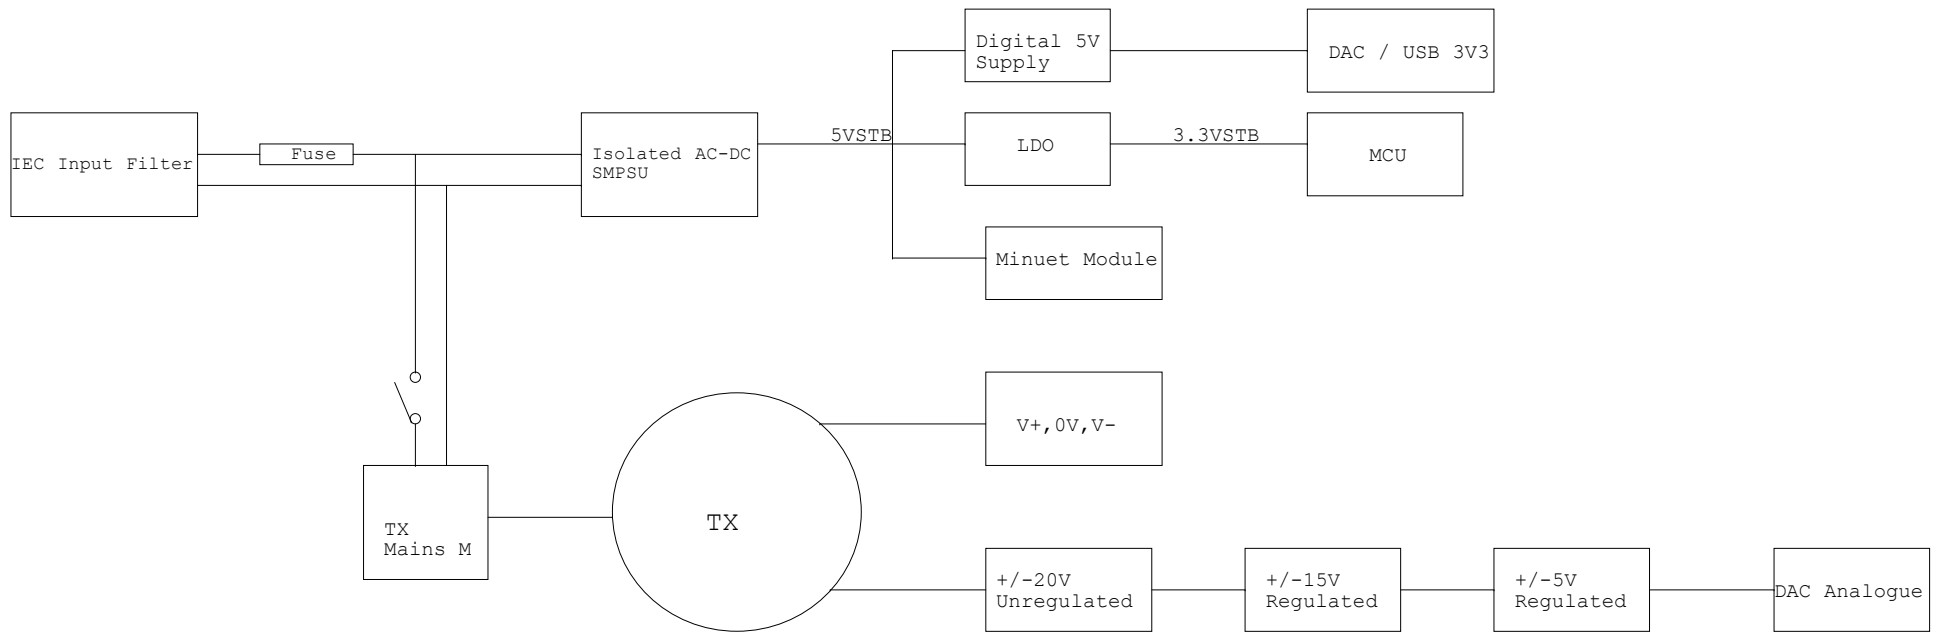 Digital 5V
Supply
DAC / USB 3V3
IEC Input Filter
Fuse
Isolated AC-DC
SMPSU
5VSTB
LDO
3.3VSTB
MCU
Minuet Module
V+,0V,V-
TX
Mains M
TX
+/-20V
Unregulated
+/-15V
Regulated
+/-5V
Regulated
DAC Analogue